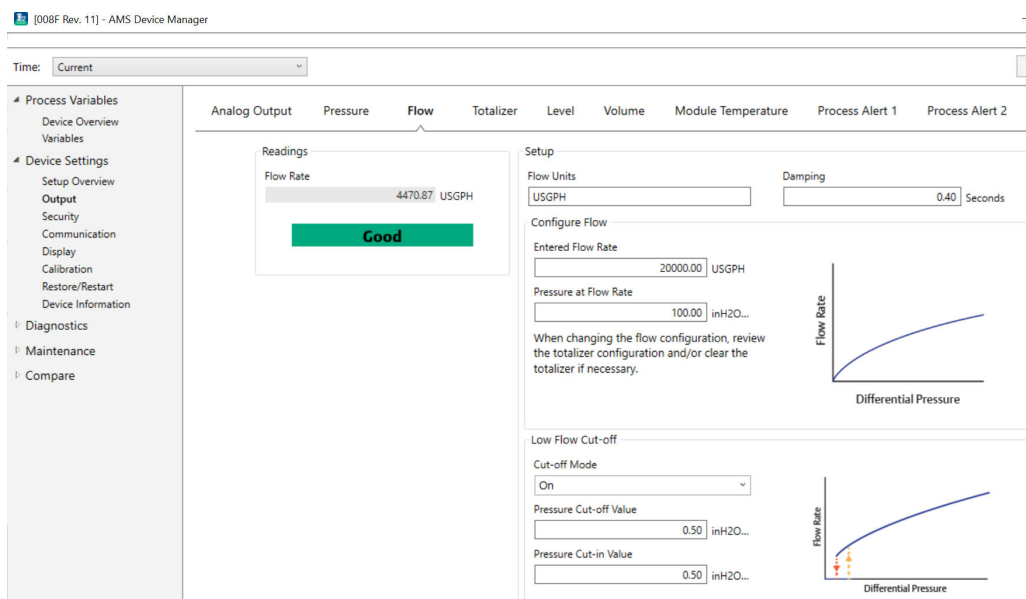 [008F Rev. 11] - AMS Device Manager
Time: Current
Process Variables
Device Overview
Variables
Device Settings
Setup Overview
Output
Security
Communication
Display
Calibration
Restore/Restart
Device Information
Diagnostics
Maintenance
Compare
Analog Output Pressure Flow Totalizer Level Volume Module Temperature Process Alert 1 Process Alert 2
Readings
Flow Rate
4470.87 USGPH
Good
Setup
Flow Units
USGPH
Damping
0.40 Seconds
Configure Flow
Entered Flow Rate
20000.00 USGPH
Pressure at Flow Rate
100.00 inH2O...
When changing the flow configuration, review
the totalizer configuration and/or clear the
totalizer if necessary.
Flow Rate
Differential Pressure
Low Flow Cut-off
Cut-off Mode
On
Pressure Cut-off Value
0.50 inH2O...
Pressure Cut-in Value
0.50 inH2O...
Flow Rate
Differential Pressure